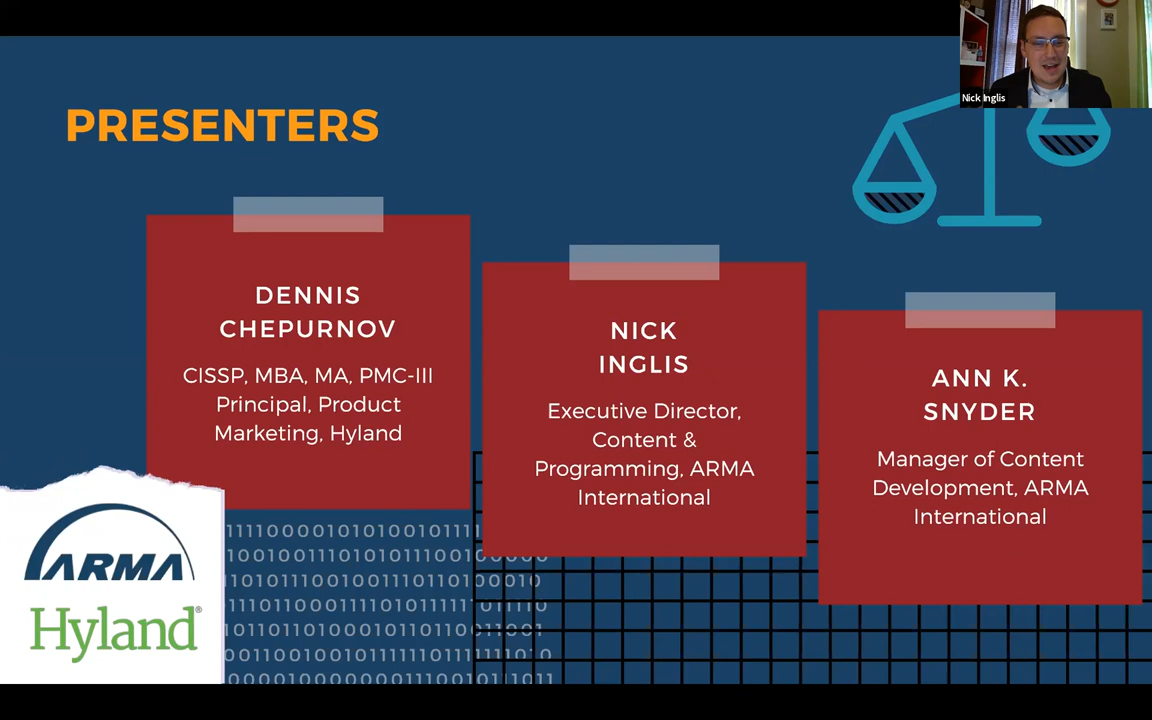 Nick Inglis
PRESENTERS
DENNIS
CHEPURNOV
CISSP, MBA, MA, PMC-III
Principal, Product
Marketing, Hyland
NICK
INGLIS
Executive Director,
Content &
Programming, ARMA
International
ANN K.
SNYDER
Manager of Content
Development, ARMA
International
ARMA
Hyland®